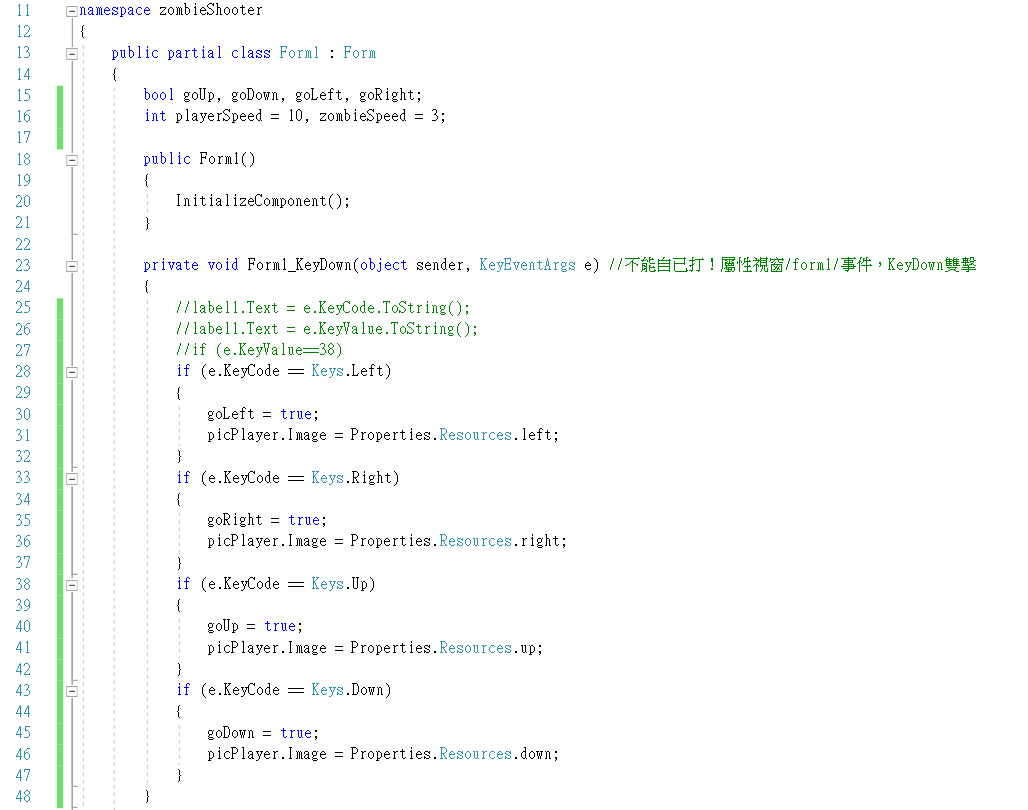 11 namespace zombieShooter
12 {
13 public partial class Form1 : Form
14 {
15 bool goUp, goDown, goLeft, goRight;
16 int playerSpeed = 10, zombieSpeed = 3;
17
18 public Form1()
19 {
20 InitializeComponent();
21 }
22
23 private void Form1_KeyDown(object sender, KeyEventArgs e) //不能自己打！屬性視窗/form1/事件，KeyDown雙擊
24 {
25 //label1.Text = e.KeyCode.ToString();
26 //label1.Text = e.KeyValue.ToString();
27 //if (e.KeyValue==38)
28 if (e.KeyCode == Keys.Left)
29 {
30 goLeft = true;
31 picPlayer.Image = Properties.Resources.left;
32 }
33 if (e.KeyCode == Keys.Right)
34 {
35 goRight = true;
36 picPlayer.Image = Properties.Resources.right;
37 }
38 if (e.KeyCode == Keys.Up)
39 {
40 goUp = true;
41 picPlayer.Image = Properties.Resources.up;
42 }
43 if (e.KeyCode == Keys.Down)
44 {
45 goDown = true;
46 picPlayer.Image = Properties.Resources.down;
47 }
48 }